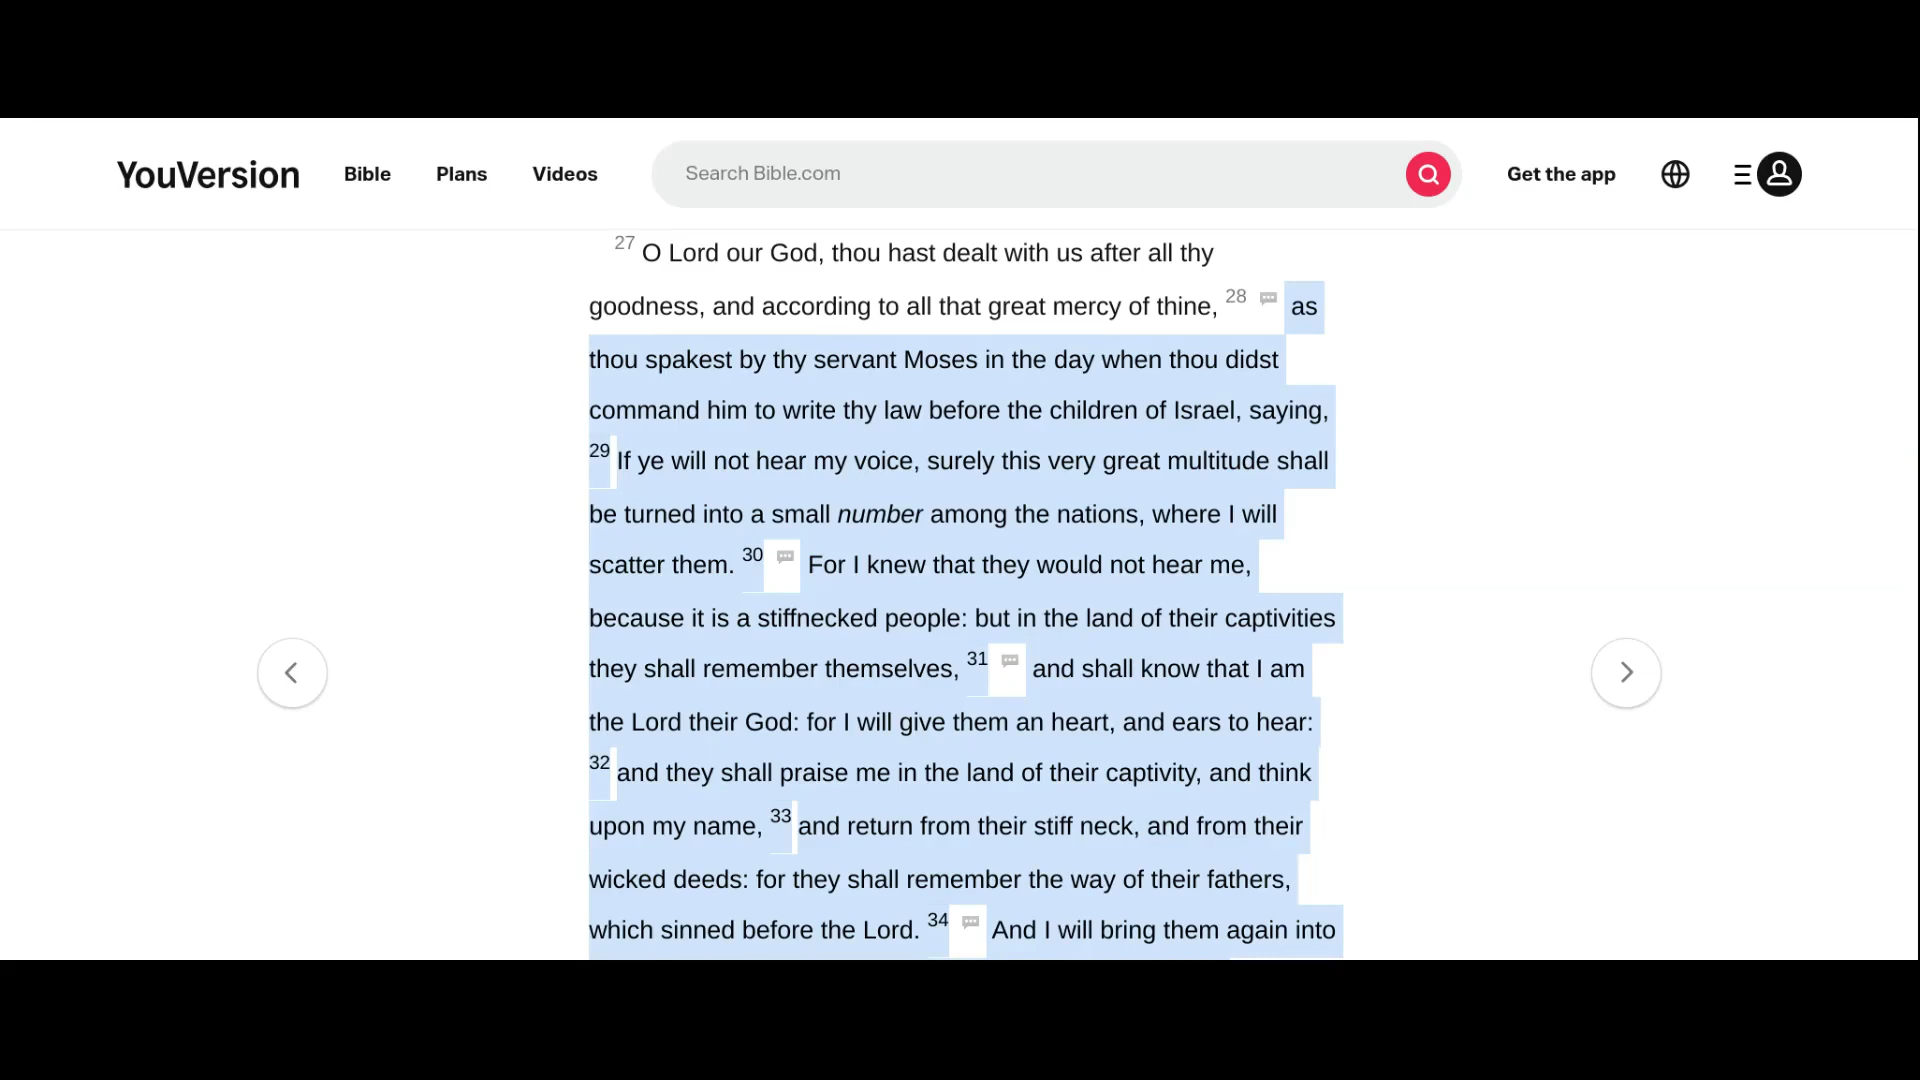 YouVersion Bible Plans Videos Search Bible.com Get the app
27 O Lord our God, thou hast dealt with us after all thy
goodness, and according to all that great mercy of thine, 28 as
thou spakest by thy servant Moses in the day when thou didst
command him to write thy law before the children of Israel, saying,
29 If ye will not hear my voice, surely this very great multitude shall
be turned into a small number among the nations, where I will
scatter them. 30 For I knew that they would not hear me,
because it is a stiffnecked people: but in the land of their captivities
they shall remember themselves, 31 and shall know that I am
the Lord their God: for I will give them an heart, and ears to hear:
32 and they shall praise me in the land of their captivity, and think
upon my name, 33 and return from their stiff neck, and from their
wicked deeds: for they shall remember the way of their fathers,
which sinned before the Lord. 34 And I will bring them again into